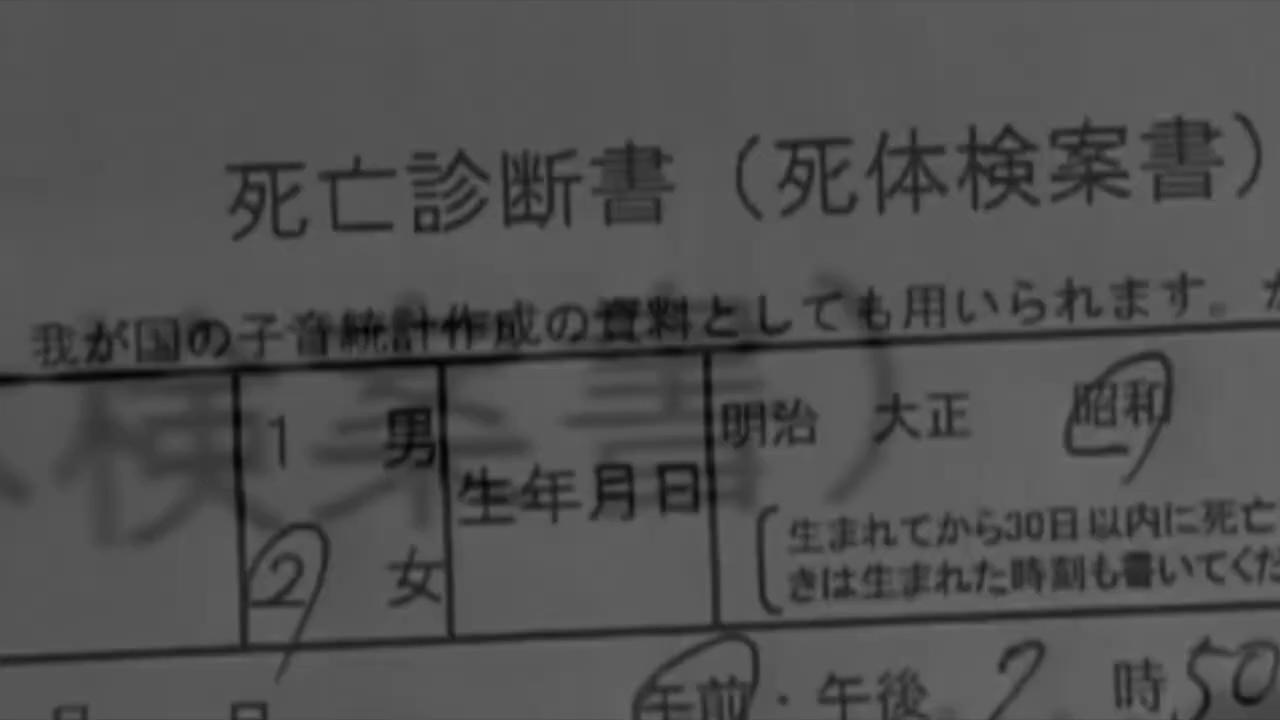 死亡診断書（死体検案書）
我が国の子音統計作成の資料としても用いられます。
1 男
② 女
生年月日
明治 大正 昭和
生まれてから30日以内に死亡
きは生まれた時刻も書いてくだ
午前・午後 7 時 50
検案書）